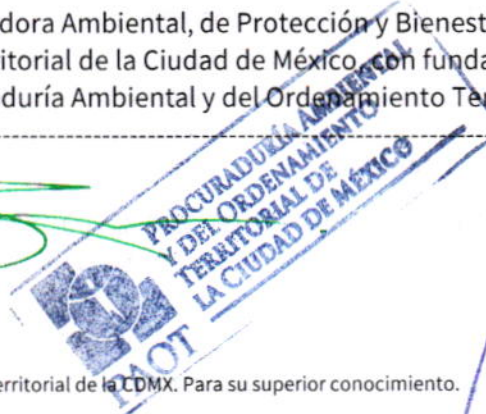 dora Ambiental, de Protección y Bienest
itorial de la Ciudad de México, con funda
duría Ambiental y del Ordenamiento Ter
PROCURADURÍA AMBIENTAL
Y DEL ORDENAMIENTO
TERRITORIAL DE
LA CIUDAD DE MÉXICO
PAOT
erritorial de la CDMX. Para su superior conocimiento.